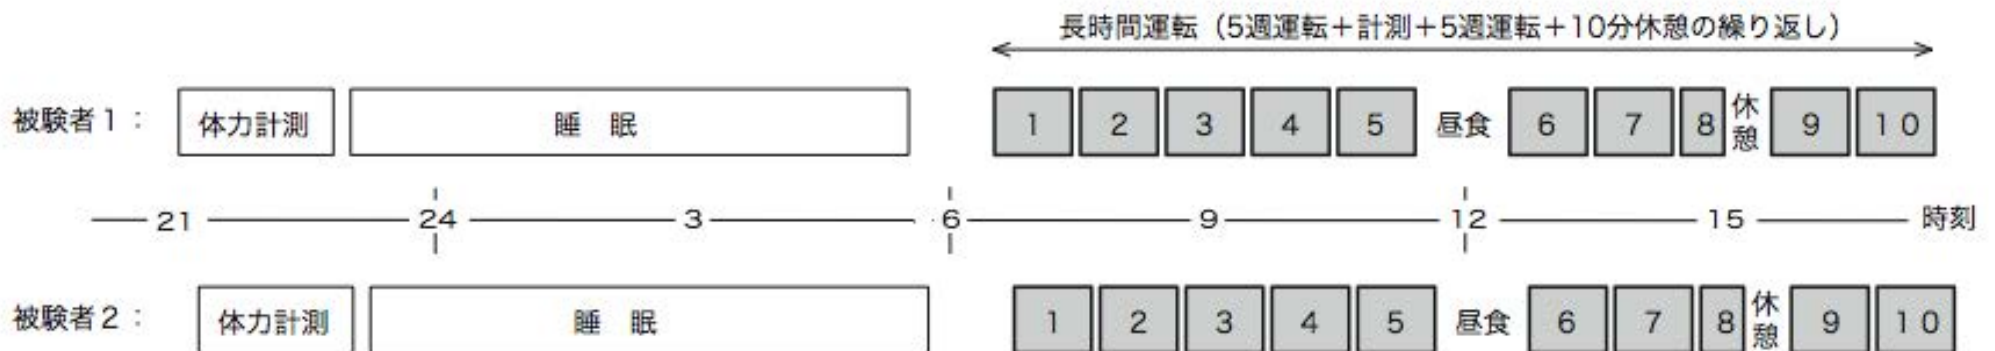 長時間運転（5週運転＋計測＋5週運転＋10分休憩の繰り返し）
被験者1： 体力計測 睡 眠 1 2 3 4 5 昼食 6 7 8 休憩 9 10
21 24 3 6 9 12 15 時刻
被験者2： 体力計測 睡 眠 1 2 3 4 5 昼食 6 7 8 休憩 9 10